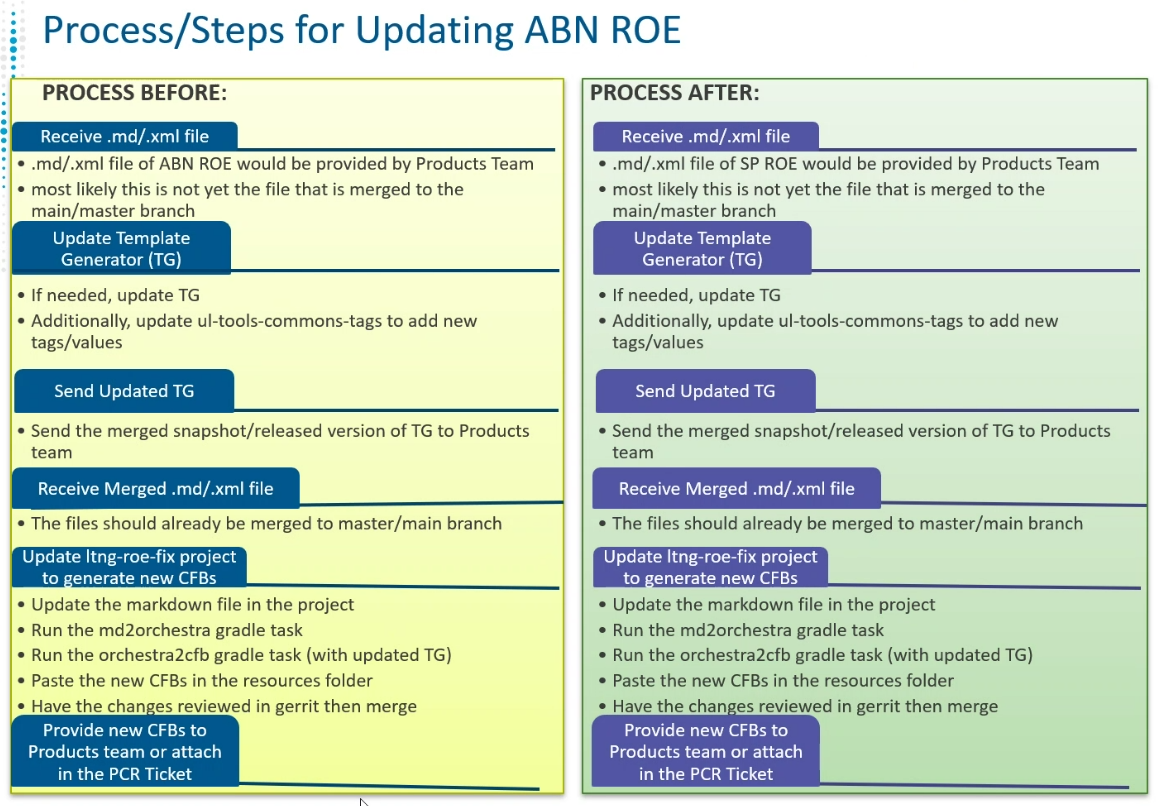 Process/Steps for Updating ABN ROE
PROCESS BEFORE:
Receive .md/.xml file
• .md/.xml file of ABN ROE would be provided by Products Team
• most likely this is not yet the file that is merged to the
main/master branch
Update Template
Generator (TG)
• If needed, update TG
• Additionally, update ul-tools-commons-tags to add new
tags/values
Send Updated TG
• Send the merged snapshot/released version of TG to Products
team
Receive Merged .md/.xml file
• The files should already be merged to master/main branch
Update ltng-roe-fix project
to generate new CFBs
• Update the markdown file in the project
• Run the md2orchestra gradle task
• Run the orchestra2cfb gradle task (with updated TG)
• Paste the new CFBs in the resources folder
• Have the changes reviewed in gerrit then merge
Provide new CFBs to
Products team or attach
in the PCR Ticket
PROCESS AFTER:
Receive .md/.xml file
• .md/.xml file of SP ROE would be provided by Products Team
• most likely this is not yet the file that is merged to the
main/master branch
Update Template
Generator (TG)
• If needed, update TG
• Additionally, update ul-tools-commons-tags to add new
tags/values
Send Updated TG
• Send the merged snapshot/released version of TG to Products
team
Receive Merged .md/.xml file
• The files should already be merged to master/main branch
Update ltng-roe-fix project
to generate new CFBs
• Update the markdown file in the project
• Run the md2orchestra gradle task
• Run the orchestra2cfb gradle task (with updated TG)
• Paste the new CFBs in the resources folder
• Have the changes reviewed in gerrit then merge
Provide new CFBs to
Products team or attach
in the PCR Ticket